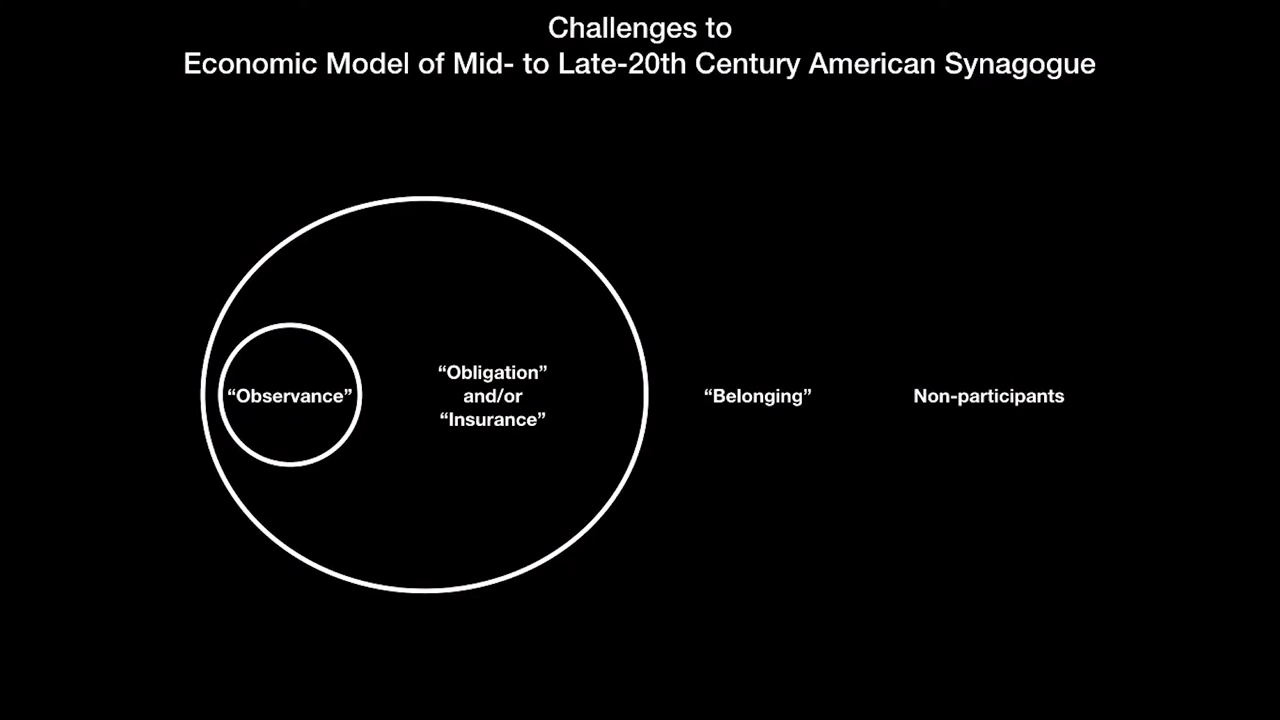 Challenges to
Economic Model of Mid- to Late-20th Century American Synagogue
“Observance”
“Obligation”
and/or
“Insurance”
“Belonging”
Non-participants